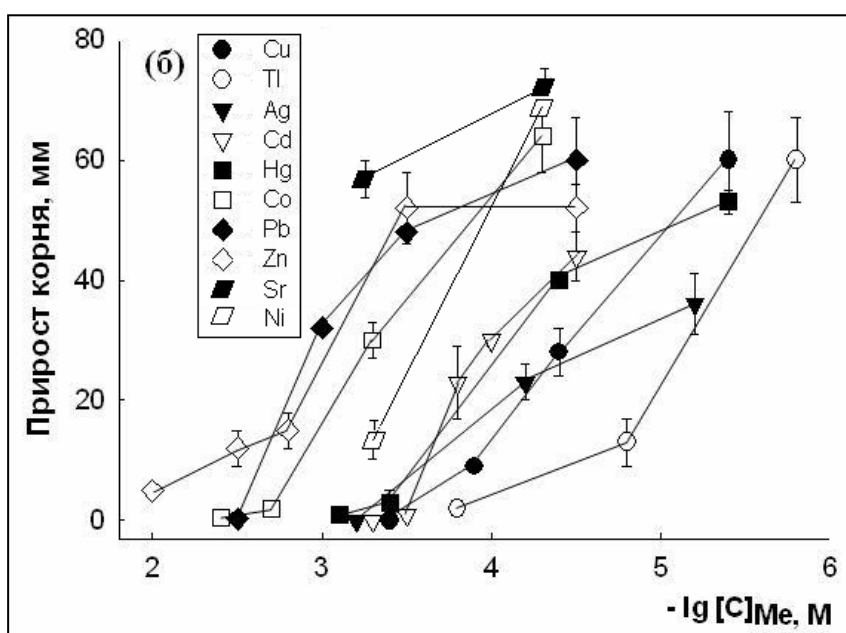 80
60
40
20
0
(б)
Cu
Tl
Ag
Cd
Hg
Co
Pb
Zn
Sr
Ni
Прирост корня, мм
2 3 4 5 6
- lg [C]Me, M